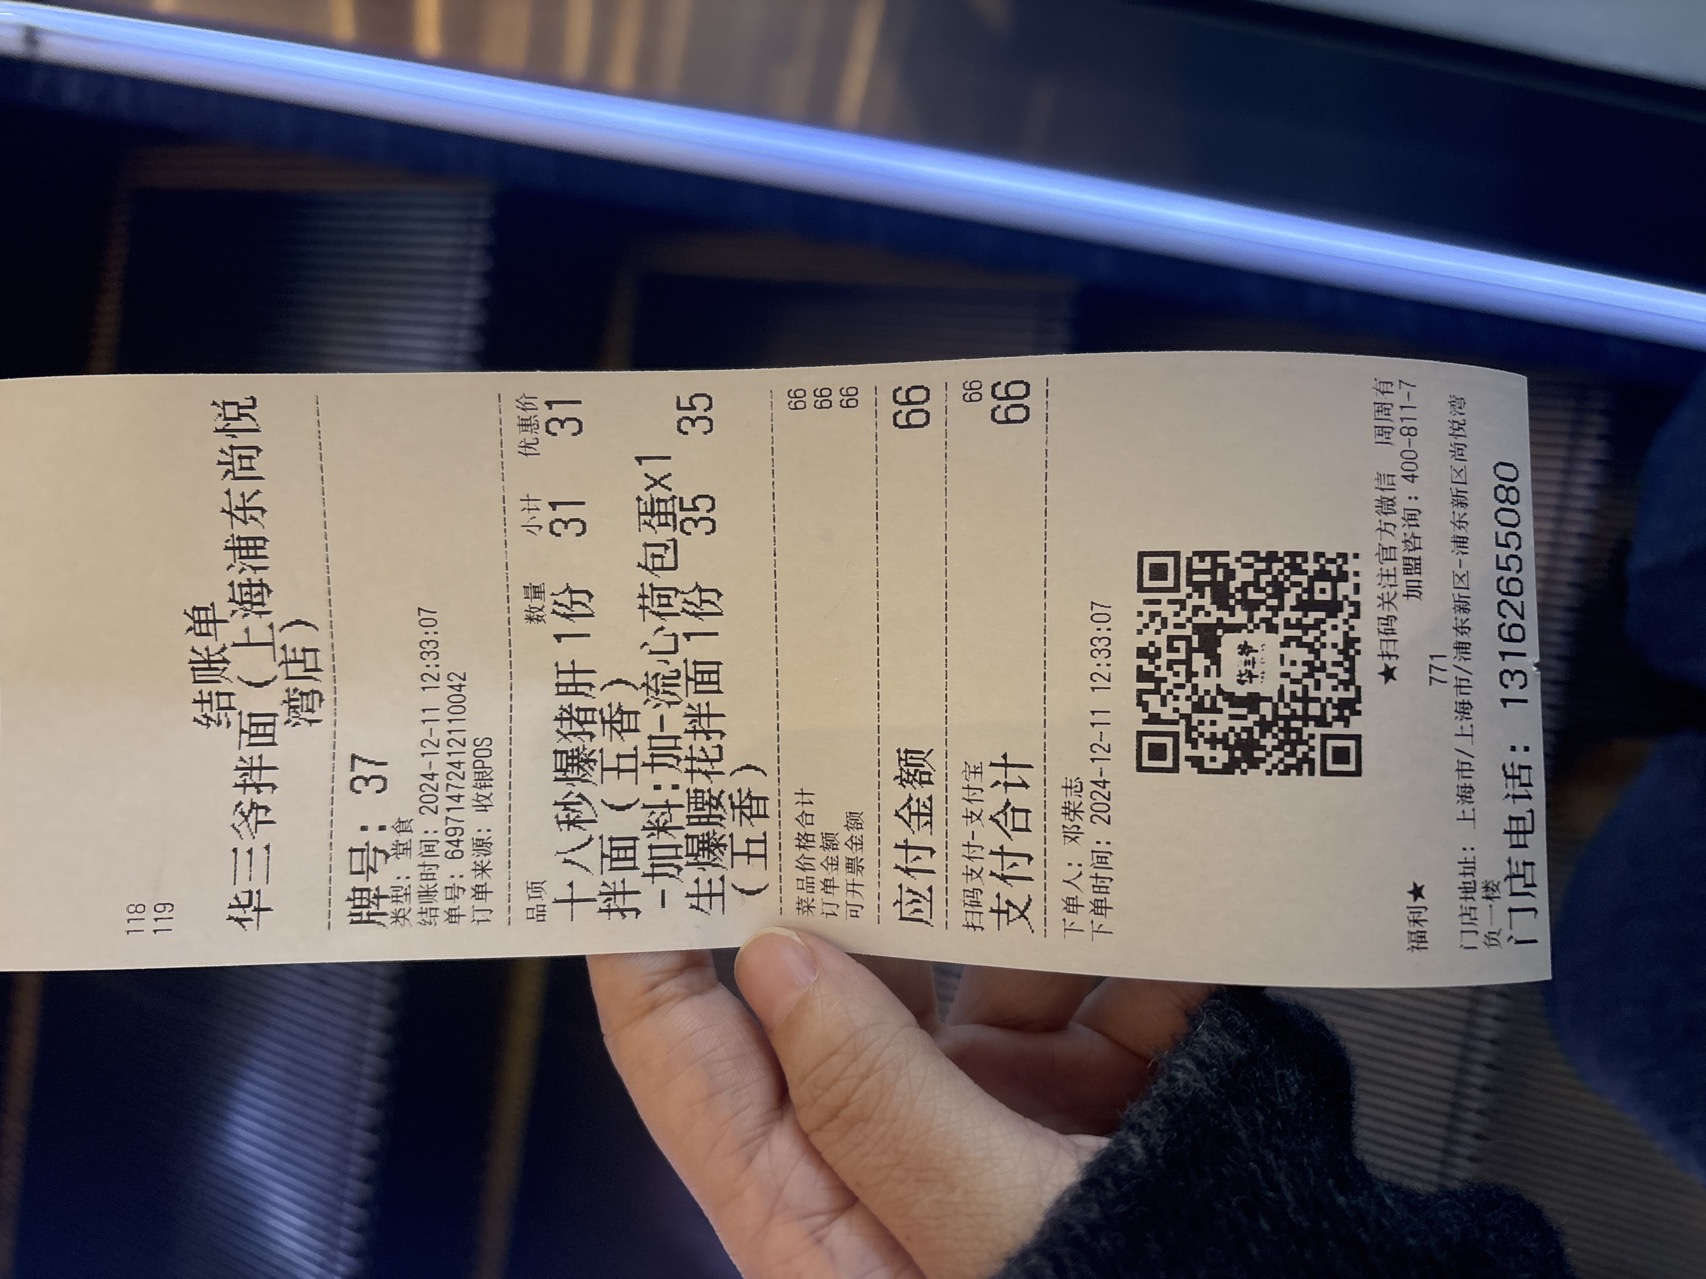 118
119
结账单
华三爷拌面（上海浦东尚悦
湾店）
牌号：37
类型：堂食
结账时间：2024-12-11 12:33:07
单号：649714724121110042
订单来源：收银POS
品项 数量 小计 优惠价
十八秒爆猪肝 1份 31 31
拌面（五香）
-加料:加-流心荷包蛋x1
生爆腰花拌面 1份 35 35
（五香）
菜品价格合计 66
订单金额 66
可开票金额 66
应付金额 66
扫码支付-支付宝 66
支付合计 66
下单人：邓荣志
下单时间：2024-12-11 12:33:07
华三爷
★扫码关注官方微信 周周有
福利★ 加盟咨询：400-811-7
771
门店地址：上海市/上海市/浦东新区-浦东新区尚悦湾
负一楼
门店电话：13162655080